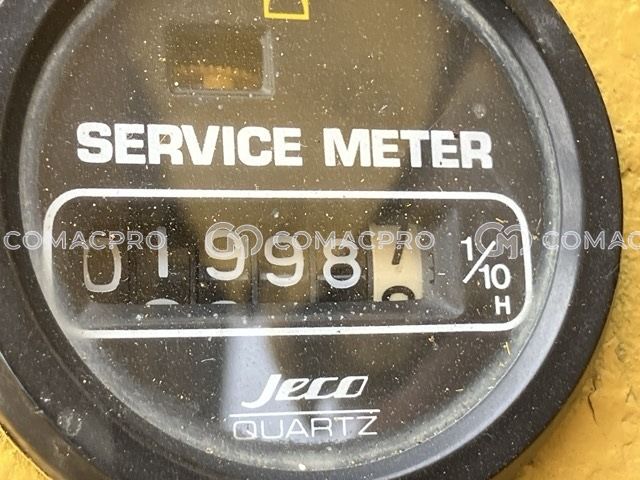 SERVICE METER
COMACPRO COMACPRO COMAC
01998
1/10
H
Jeco
QUARTZ